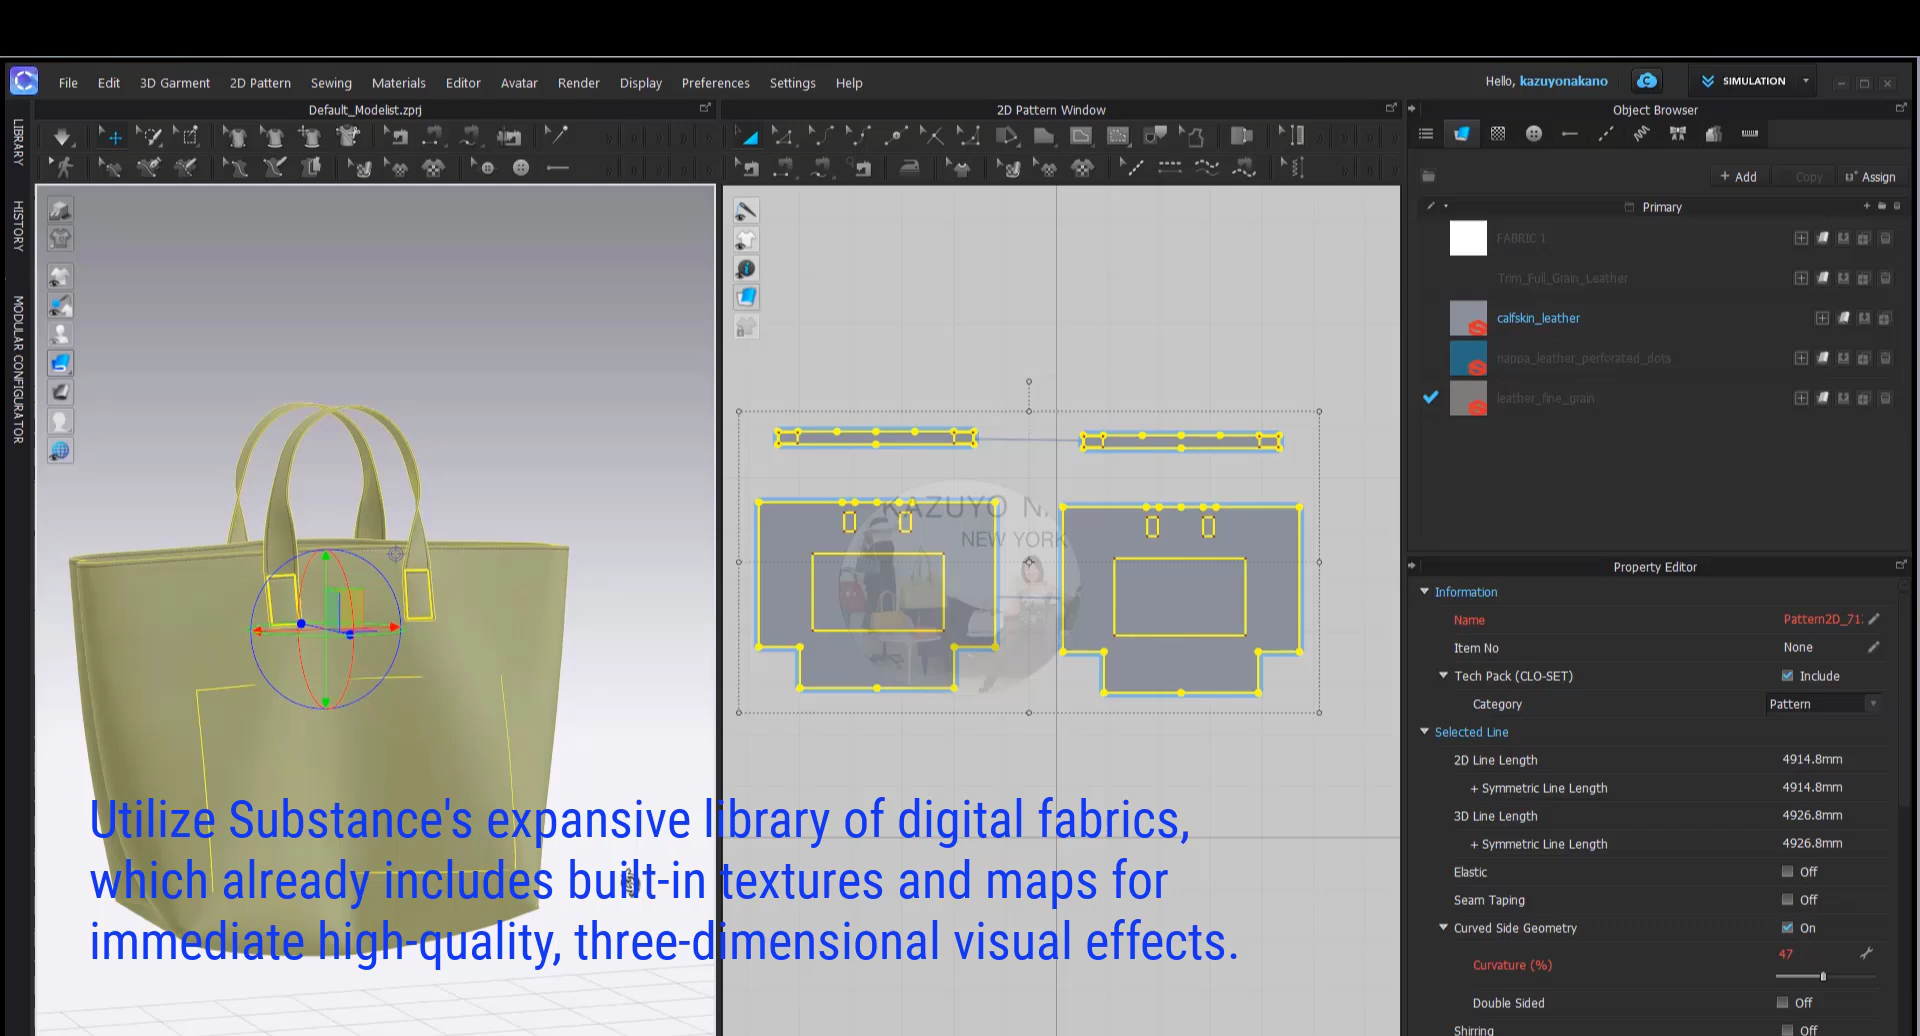 File Edit 3D Garment 2D Pattern Sewing Materials Editor Avatar Render Display Preferences Settings Help
Hello, kazuyonakano
SIMULATION
Default_Modelist.zprj
2D Pattern Window
Object Browser
LIBRARY
HISTORY
MODULAR CONFIGURATOR
+ Add
Copy
Assign
Primary
FABRIC 1
Trim_Full_Grain_Leather
calfskin_leather
nappa_leather_perforated_dots
leather_fine_grain
KAZUYO N.
NEW YORK
Property Editor
Information
Name Pattern2D_71
Item No None
Tech Pack (CLO-SET) Include
Category Pattern
Selected Line
2D Line Length 4914.8mm
+ Symmetric Line Length 4914.8mm
3D Line Length 4926.8mm
+ Symmetric Line Length 4926.8mm
Elastic Off
Seam Taping Off
Curved Side Geometry On
Curvature (%) 47
Double Sided Off
Shirring Off
Utilize Substance's expansive library of digital fabrics,
which already includes built-in textures and maps for
immediate high-quality, three-dimensional visual effects.